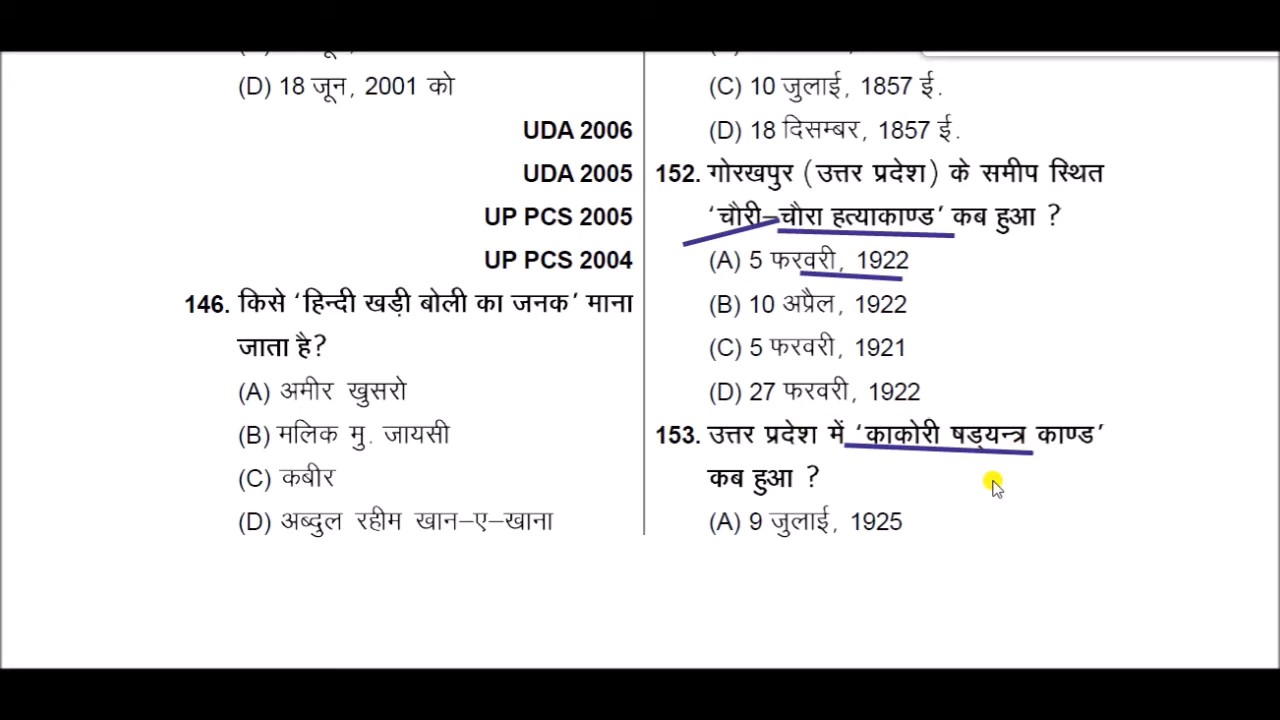 (D) 18 जून, 2001 को
UDA 2006
UDA 2005
UP PCS 2005
UP PCS 2004
146. किसे ‘हिन्दी खड़ी बोली का जनक’ माना
जाता है?
(A) अमीर खुसरो
(B) मलिक मु. जायसी
(C) कबीर
(D) अब्दुल रहीम खान–ए–खाना
(C) 10 जुलाई, 1857 ई.
(D) 18 दिसम्बर, 1857 ई.
152. गोरखपुर (उत्तर प्रदेश) के समीप स्थित
‘चौरी–चौरा हत्याकाण्ड’ कब हुआ ?
(A) 5 फरवरी, 1922
(B) 10 अप्रैल, 1922
(C) 5 फरवरी, 1921
(D) 27 फरवरी, 1922
153. उत्तर प्रदेश में ‘काकोरी षड्यन्त्र काण्ड’
कब हुआ ?
(A) 9 जुलाई, 1925